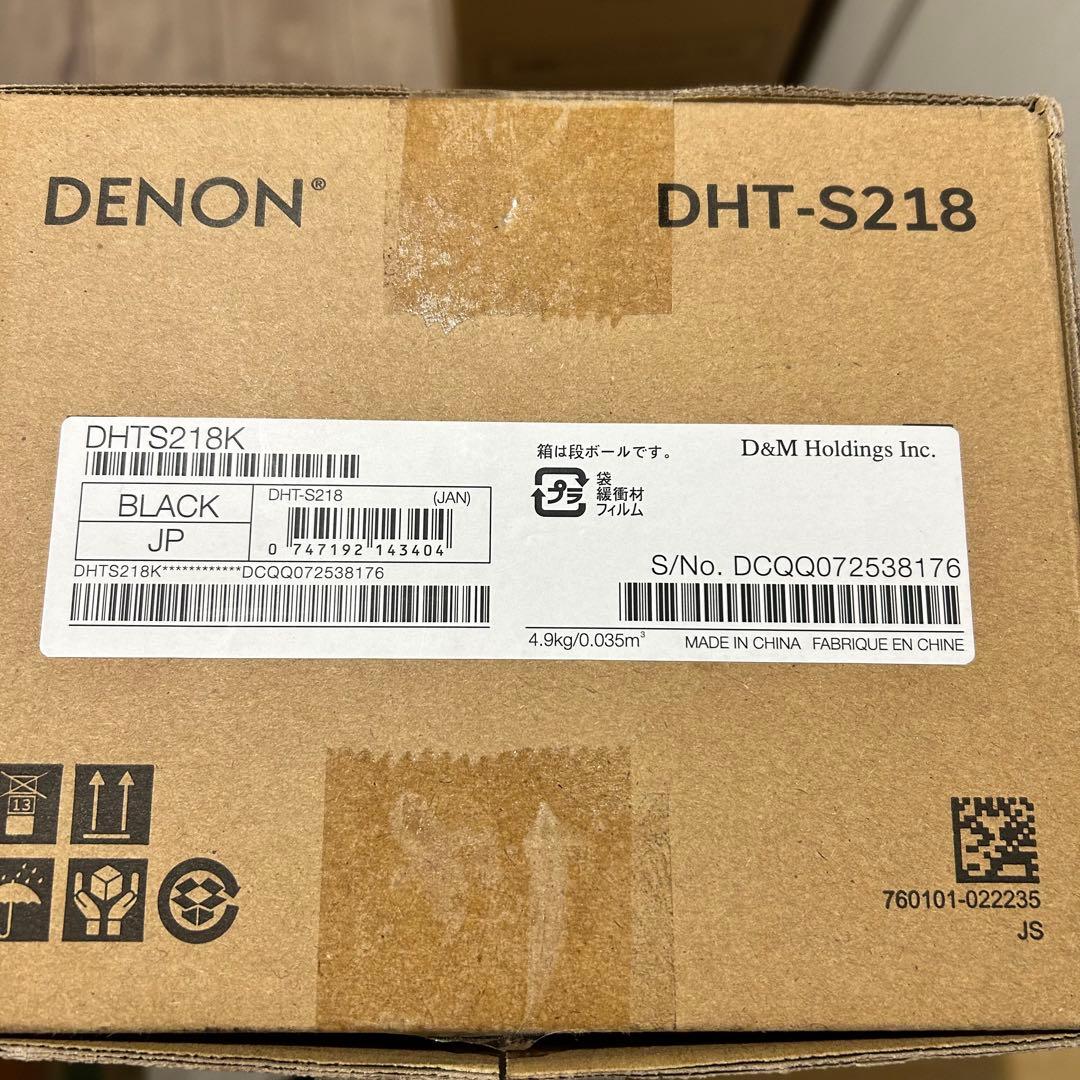 DENON®
DHT-S218
DHTS218K
BLACK
JP
DHT-S218 (JAN)
0 747192 143404
DHTS218K************DCQQ072538176
箱は段ボールです。
プラ
袋
緩衝材
フィルム
D&M Holdings Inc.
S/No. DCQQ072538176
4.9kg/0.035m³
MADE IN CHINA FABRIQUE EN CHINE
13
760101-022235
JS